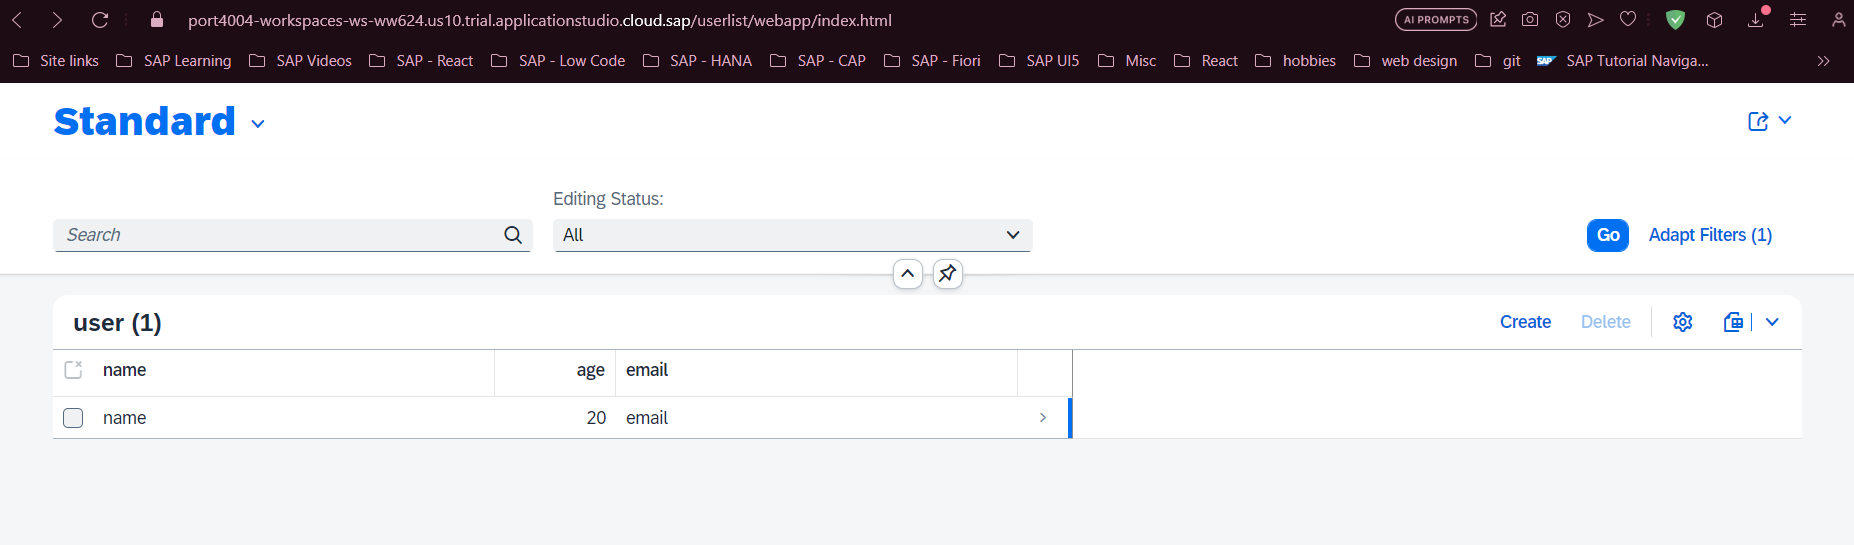 port4004-workspaces-ws-ww624.us10.trial.applicationstudio.cloud.sap/userlist/webapp/index.html AI PROMPTS
Site links SAP Learning SAP Videos SAP - React SAP - Low Code SAP - HANA SAP - CAP SAP - Fiori SAP UI5 Misc React hobbies web design git SAP SAP Tutorial Naviga...
Standard
Editing Status:
Search All Go Adapt Filters (1)
user (1) Create Delete
name age email
name 20 email